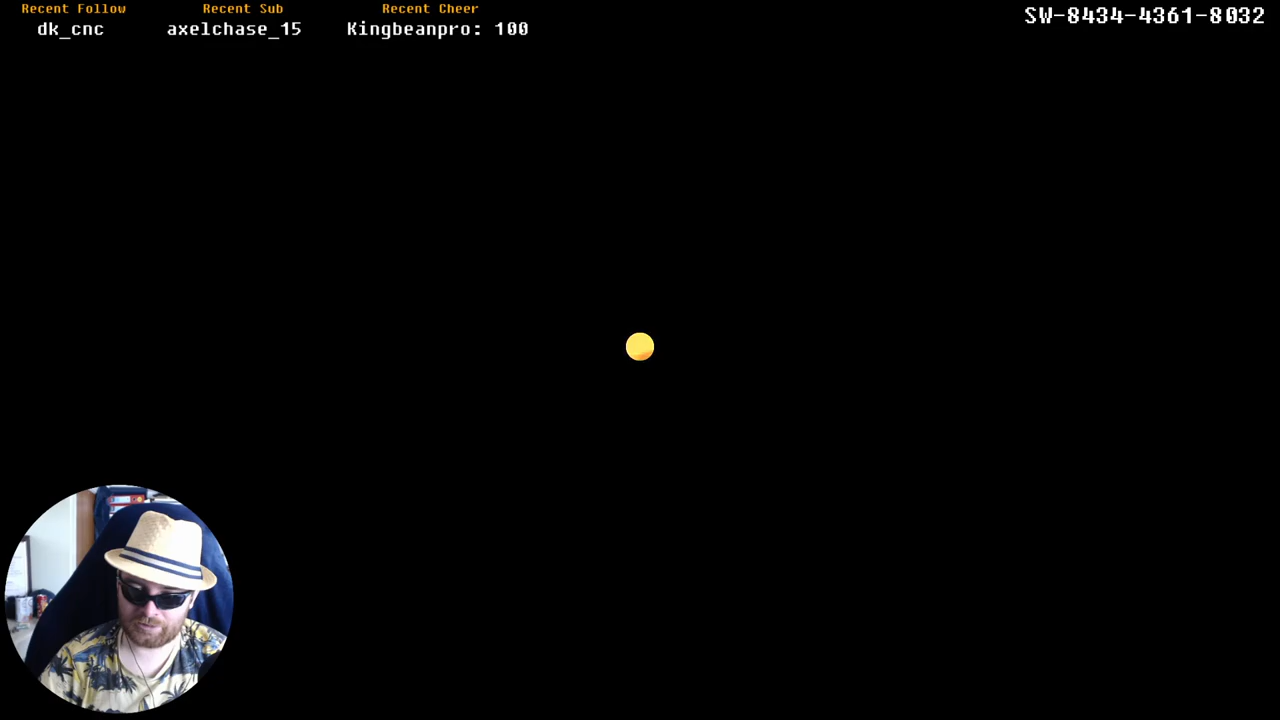 Recent Follow
dk_cnc
Recent Sub
axelchase_15
Recent Cheer
Kingbeanpro: 100
SW-8434-4361-8032